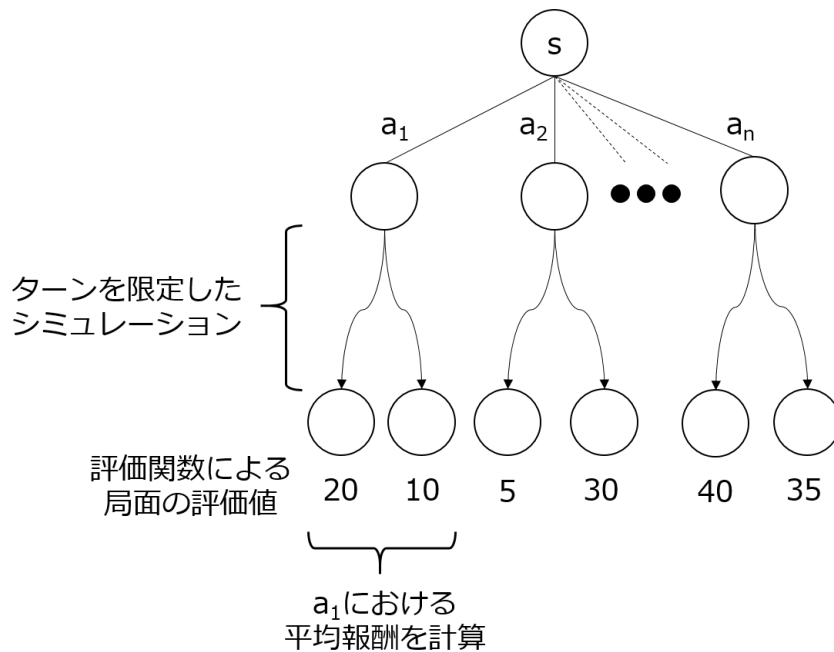 s
a₁
a₂
aₙ
ターンを限定した
シミュレーション
評価関数による
局面の評価値
20 10 5 30 40 35
a₁における
平均報酬を計算